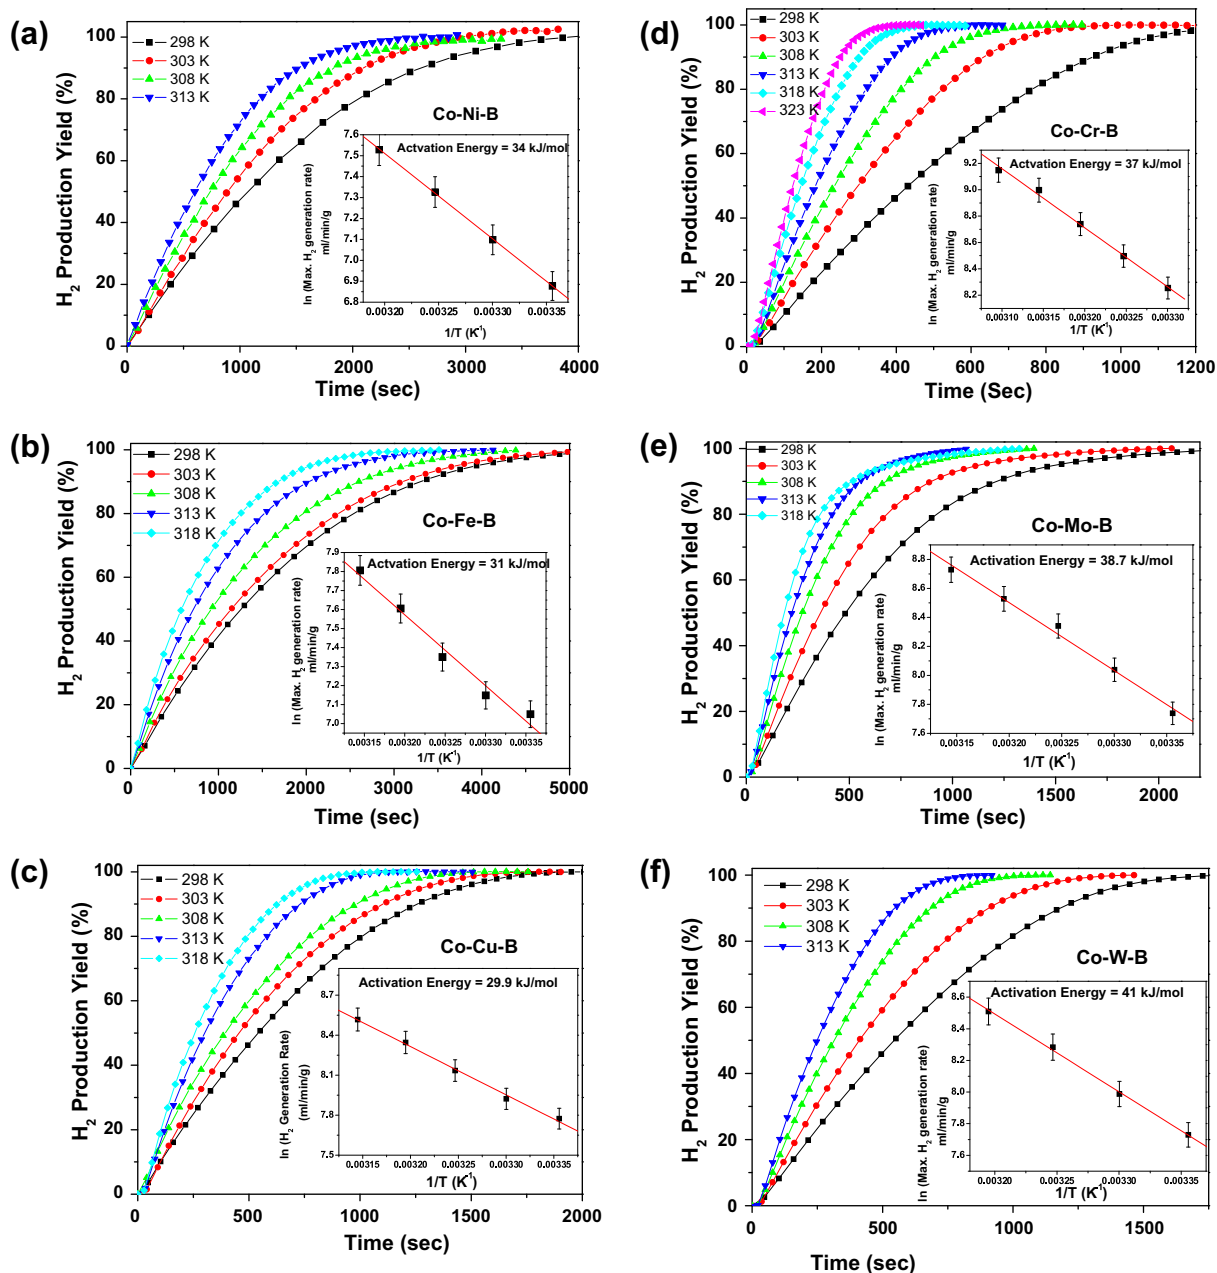 (a)
H2 Production Yield (%)
100
80
60
40
20
0
298 K
303 K
308 K
313 K
Co-Ni-B
Actvation Energy = 34 kJ/mol
ln (Max. H2 generation rate)
ml/min/g
7.6
7.5
7.4
7.3
7.2
7.1
7.0
6.9
6.8
0.00320 0.00325 0.00330 0.00335
1/T (K-1)
0 1000 2000 3000 4000
Time (sec)
(d)
H2 Production Yield (%)
100
80
60
40
20
0
298 K
303 K
308 K
313 K
318 K
323 K
Co-Cr-B
Actvation Energy = 37 kJ/mol
ln (Max. H2 generation rate)
ml/min/g
9.2
9.0
8.8
8.6
8.4
8.2
0.00310 0.00315 0.00320 0.00325 0.00330
1/T (K-1)
0 200 400 600 800 1000 1200
Time (Sec)
(b)
H2 Production Yield (%)
100
80
60
40
20
0
298 K
303 K
308 K
313 K
318 K
Co-Fe-B
Actvation Energy = 31 kJ/mol
ln (Max. H2 generation rate)
ml/min/g
7.9
7.8
7.7
7.6
7.5
7.4
7.3
7.2
7.1
7.0
0.00315 0.00320 0.00325 0.00330 0.00335
1/T (K-1)
0 1000 2000 3000 4000 5000
Time (sec)
(e)
H2 Production Yield (%)
100
80
60
40
20
0
298 K
303 K
308 K
313 K
318 K
Co-Mo-B
Actvation Energy = 38.7 kJ/mol
ln (Max. H2 generation rate)
ml/min/g
8.8
8.6
8.4
8.2
8.0
7.8
7.6
0.00315 0.00320 0.00325 0.00330 0.00335
1/T (K-1)
0 500 1000 1500 2000
Time (sec)
(c)
H2 Production Yield (%)
100
80
60
40
20
0
298 K
303 K
308 K
313 K
318 K
Co-Cu-B
Activation Energy = 29.9 kJ/mol
ln (H2 Generation Rate)
(ml/min/g)
8.7
8.4
8.1
7.8
7.5
0.00315 0.00320 0.00325 0.00330 0.00335
1/T (K-1)
0 500 1000 1500 2000
Time (sec)
(f)
H2 Production Yield (%)
100
80
60
40
20
0
298 K
303 K
308 K
313 K
Co-W-B
Activation Energy = 41 kJ/mol
ln (Max. H2 generation rate)
ml/min/g
8.6
8.4
8.2
8.0
7.8
7.6
0.00320 0.00325 0.00330 0.00335
1/T (K-1)
0 500 1000 1500
Time (sec)